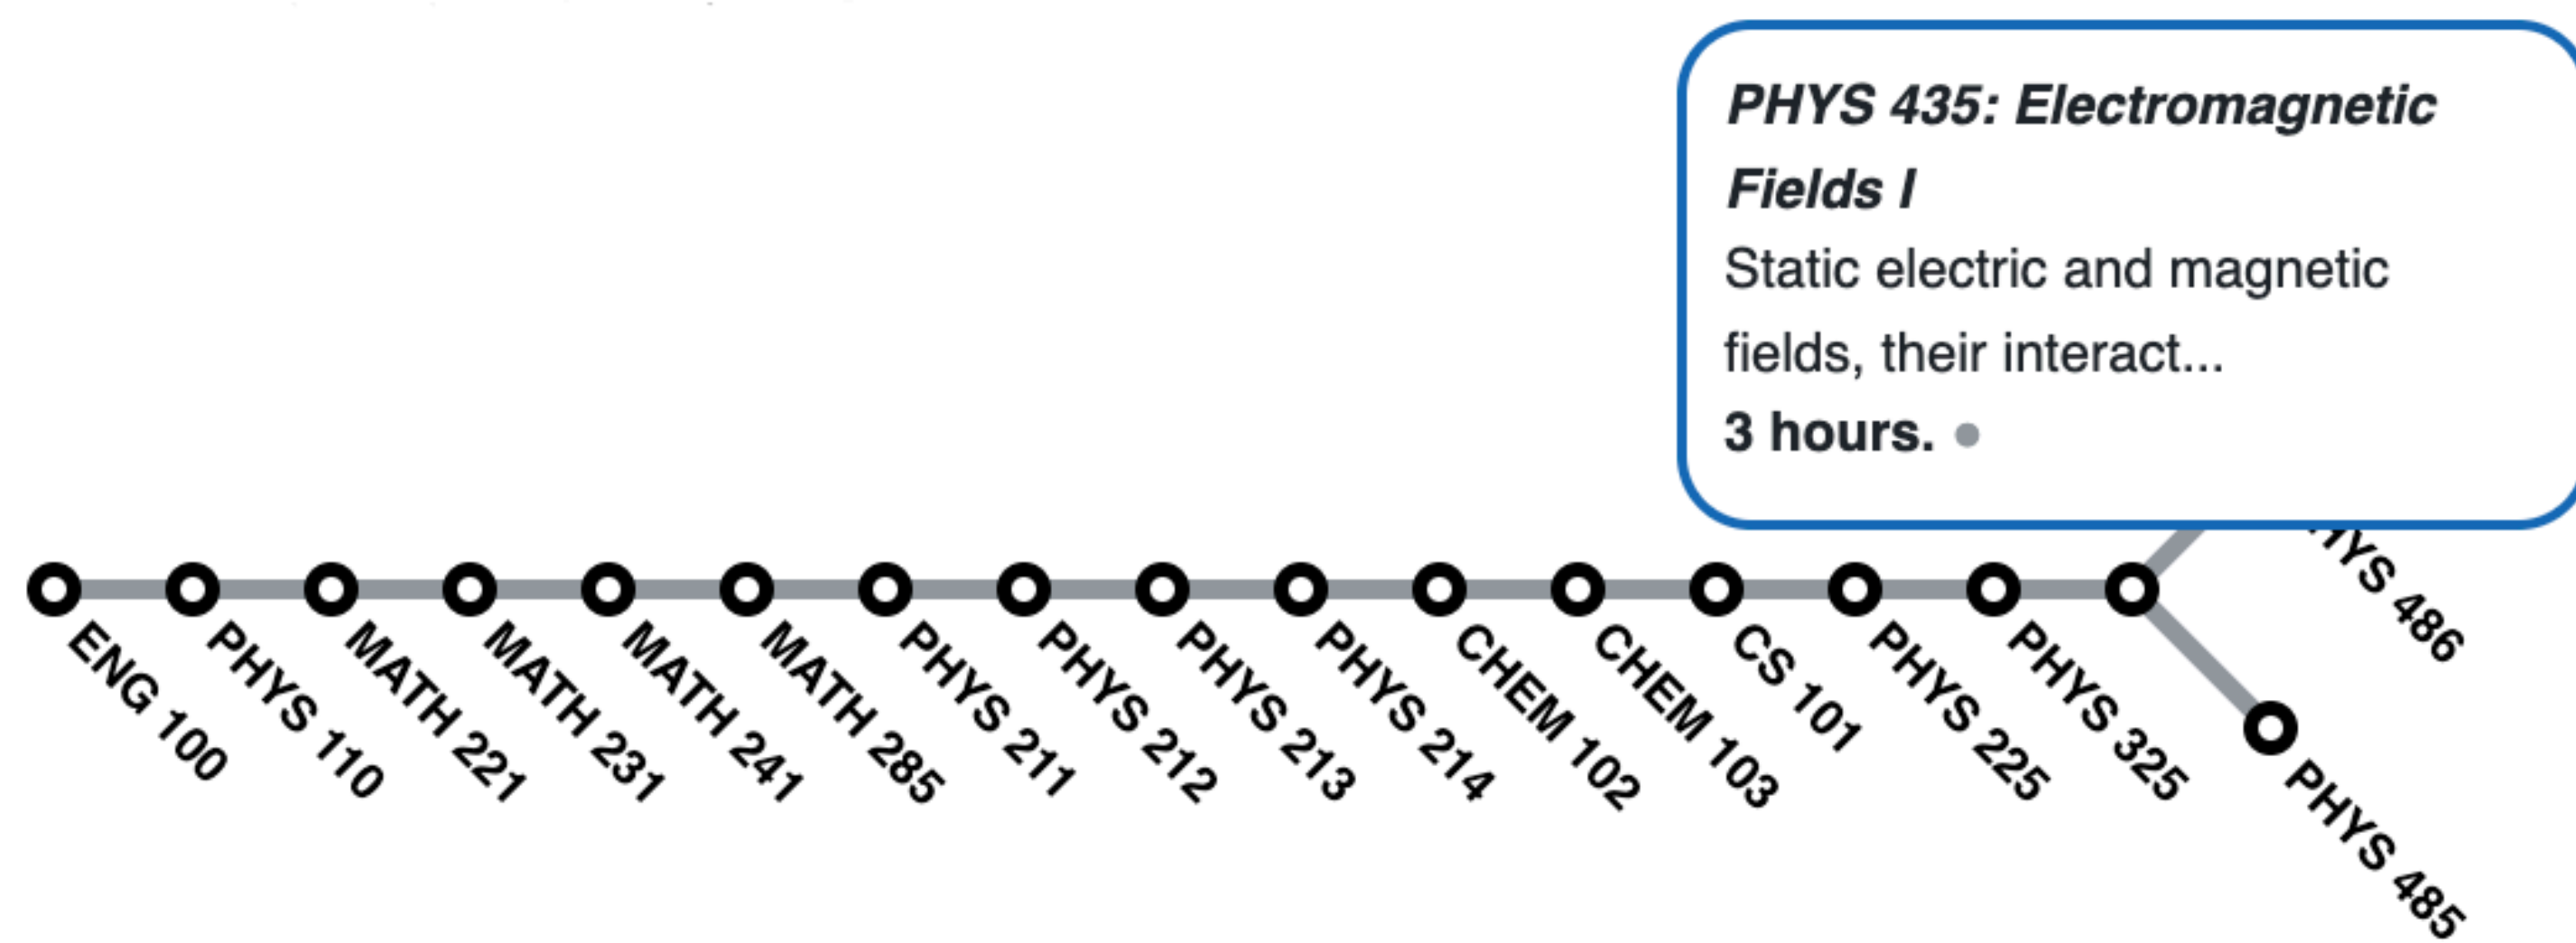 PHYS 435: Electromagnetic
Fields I
Static electric and magnetic
fields, their interact...
3 hours.
ENG 100
PHYS 110
MATH 221
MATH 231
MATH 241
MATH 285
PHYS 211
PHYS 212
PHYS 213
PHYS 214
CHEM 102
CHEM 103
CS 101
PHYS 225
PHYS 325
PHYS 486
PHYS 485